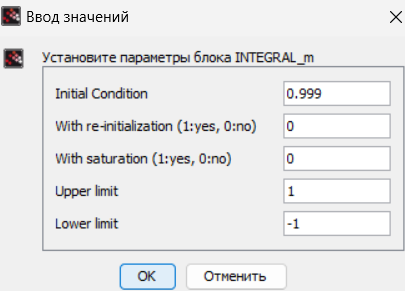 Ввод значений
Установите параметры блока INTEGRAL_m
Initial Condition 0.999
With re-initialization (1:yes, 0:no) 0
With saturation (1:yes, 0:no) 0
Upper limit 1
Lower limit -1
OK Отменить